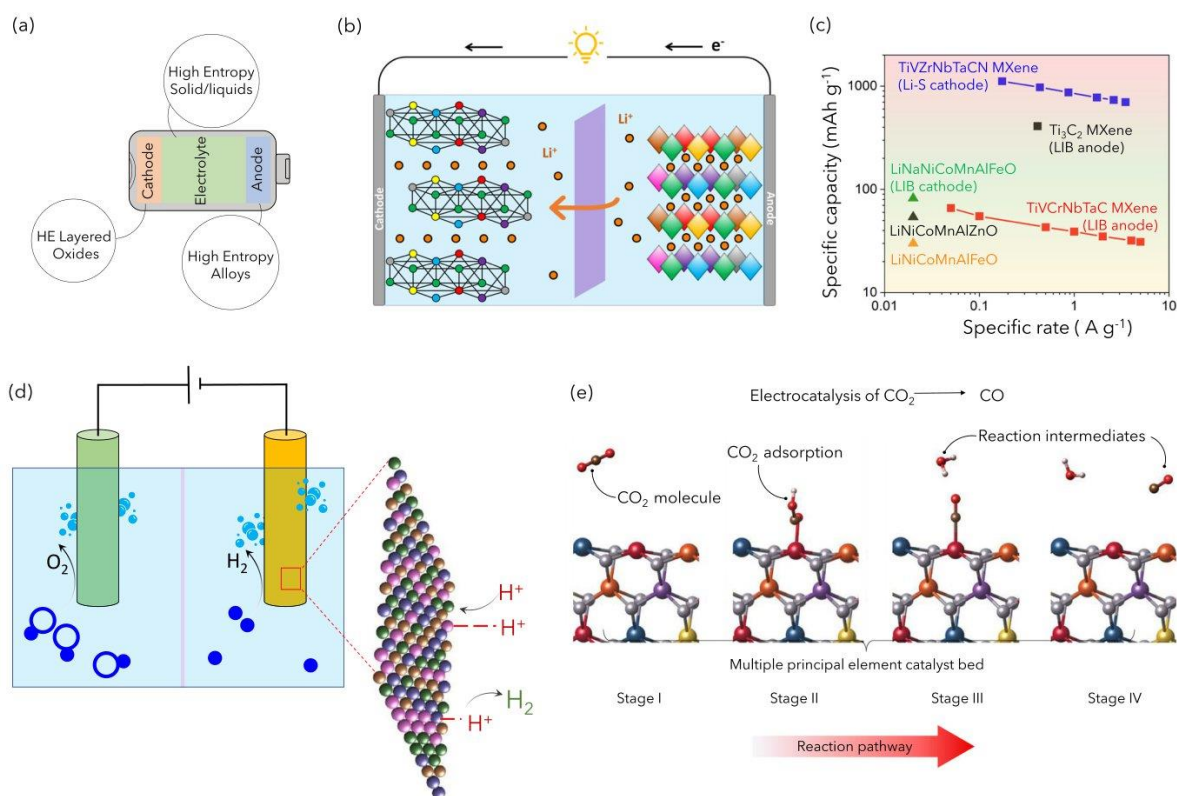 (a)
High Entropy
Solid/liquids
Cathode
Electrolyte
Anode
HE Layered
Oxides
High Entropy
Alloys
(b)
e⁻
Li⁺
Li⁺
Cathode
Anode
(c)
Specific capacity (mAh g⁻¹)
1000
100
10
TiVZrNbTaCN MXene
(Li-S cathode)
Ti₃C₂ MXene
(LIB anode)
LiNaNiCoMnAlFeO
(LIB cathode)
TiVCrNbTaC MXene
(LIB anode)
LiNiCoMnAlZnO
LiNiCoMnAlFeO
0.01
0.1
1
10
Specific rate ( A g⁻¹)
(d)
O₂
H₂
H⁺
H⁺
H₂
H⁺
(e)
Electrocatalysis of CO₂ → CO
CO₂ molecule
CO₂ adsorption
Reaction intermediates
Multiple principal element catalyst bed
Stage I
Stage II
Stage III
Stage IV
Reaction pathway